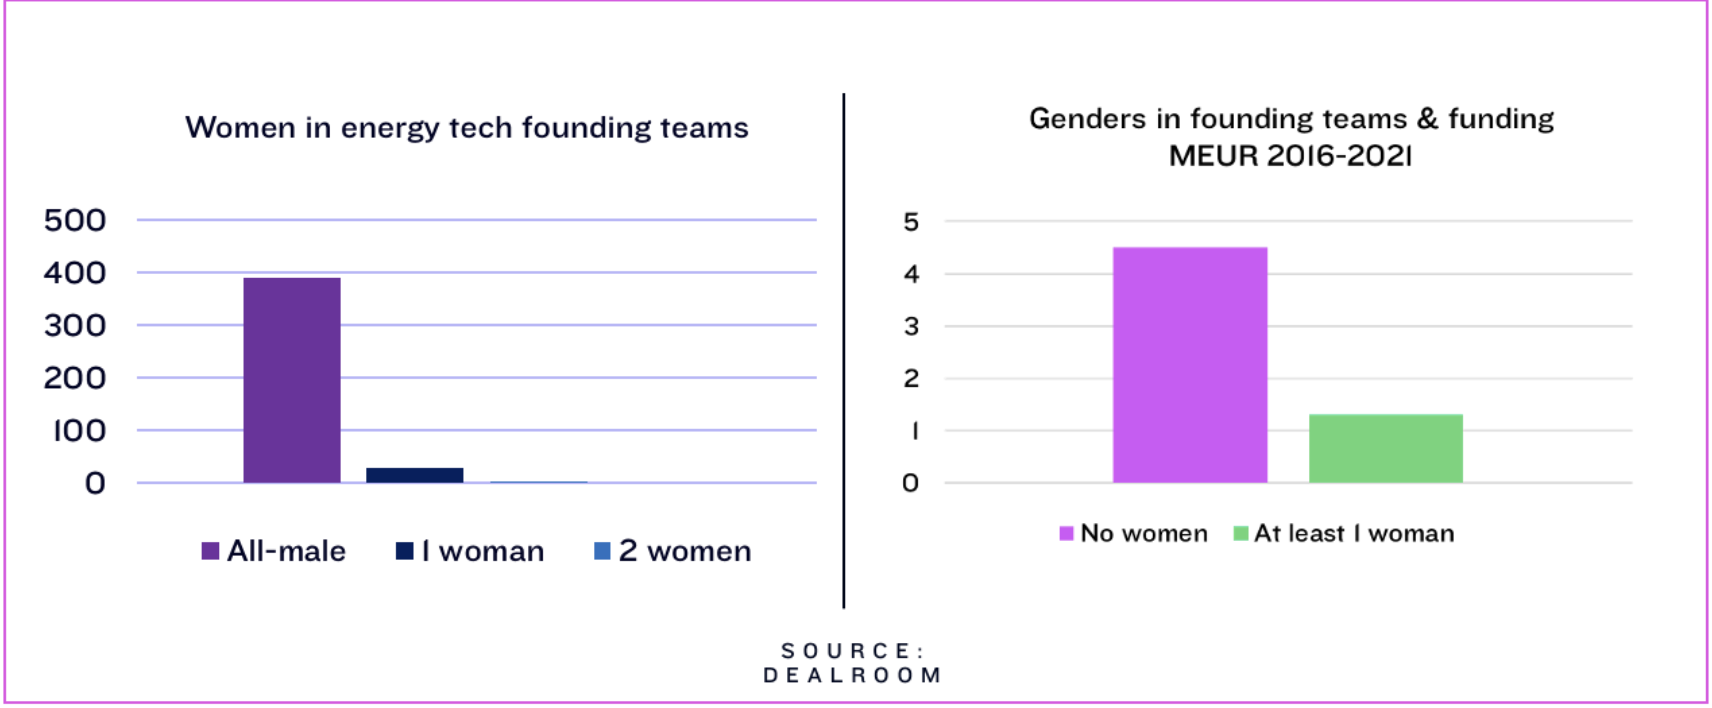 Women in energy tech founding teams
500
400
300
200
100
0
All-male 1 woman 2 women
Genders in founding teams & funding
MEUR 2016-2021
5
4
3
2
1
0
No women At least 1 woman
SOURCE:
DEALROOM